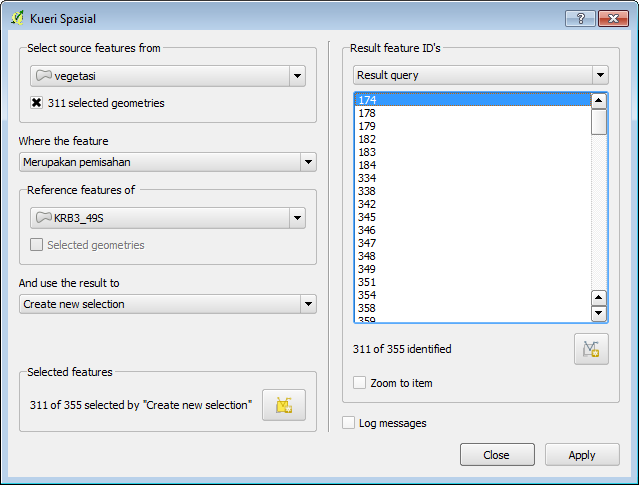 Kueri Spasial
Select source features from
vegetasi
311 selected geometries
Where the feature
Merupakan pemisahan
Reference features of
KRB3_49S
Selected geometries
And use the result to
Create new selection
Selected features
311 of 355 selected by "Create new selection"
Result feature ID's
Result query
174
178
179
182
183
184
334
338
342
345
346
347
348
349
351
354
358
359
311 of 355 identified
Zoom to item
Log messages
Close
Apply